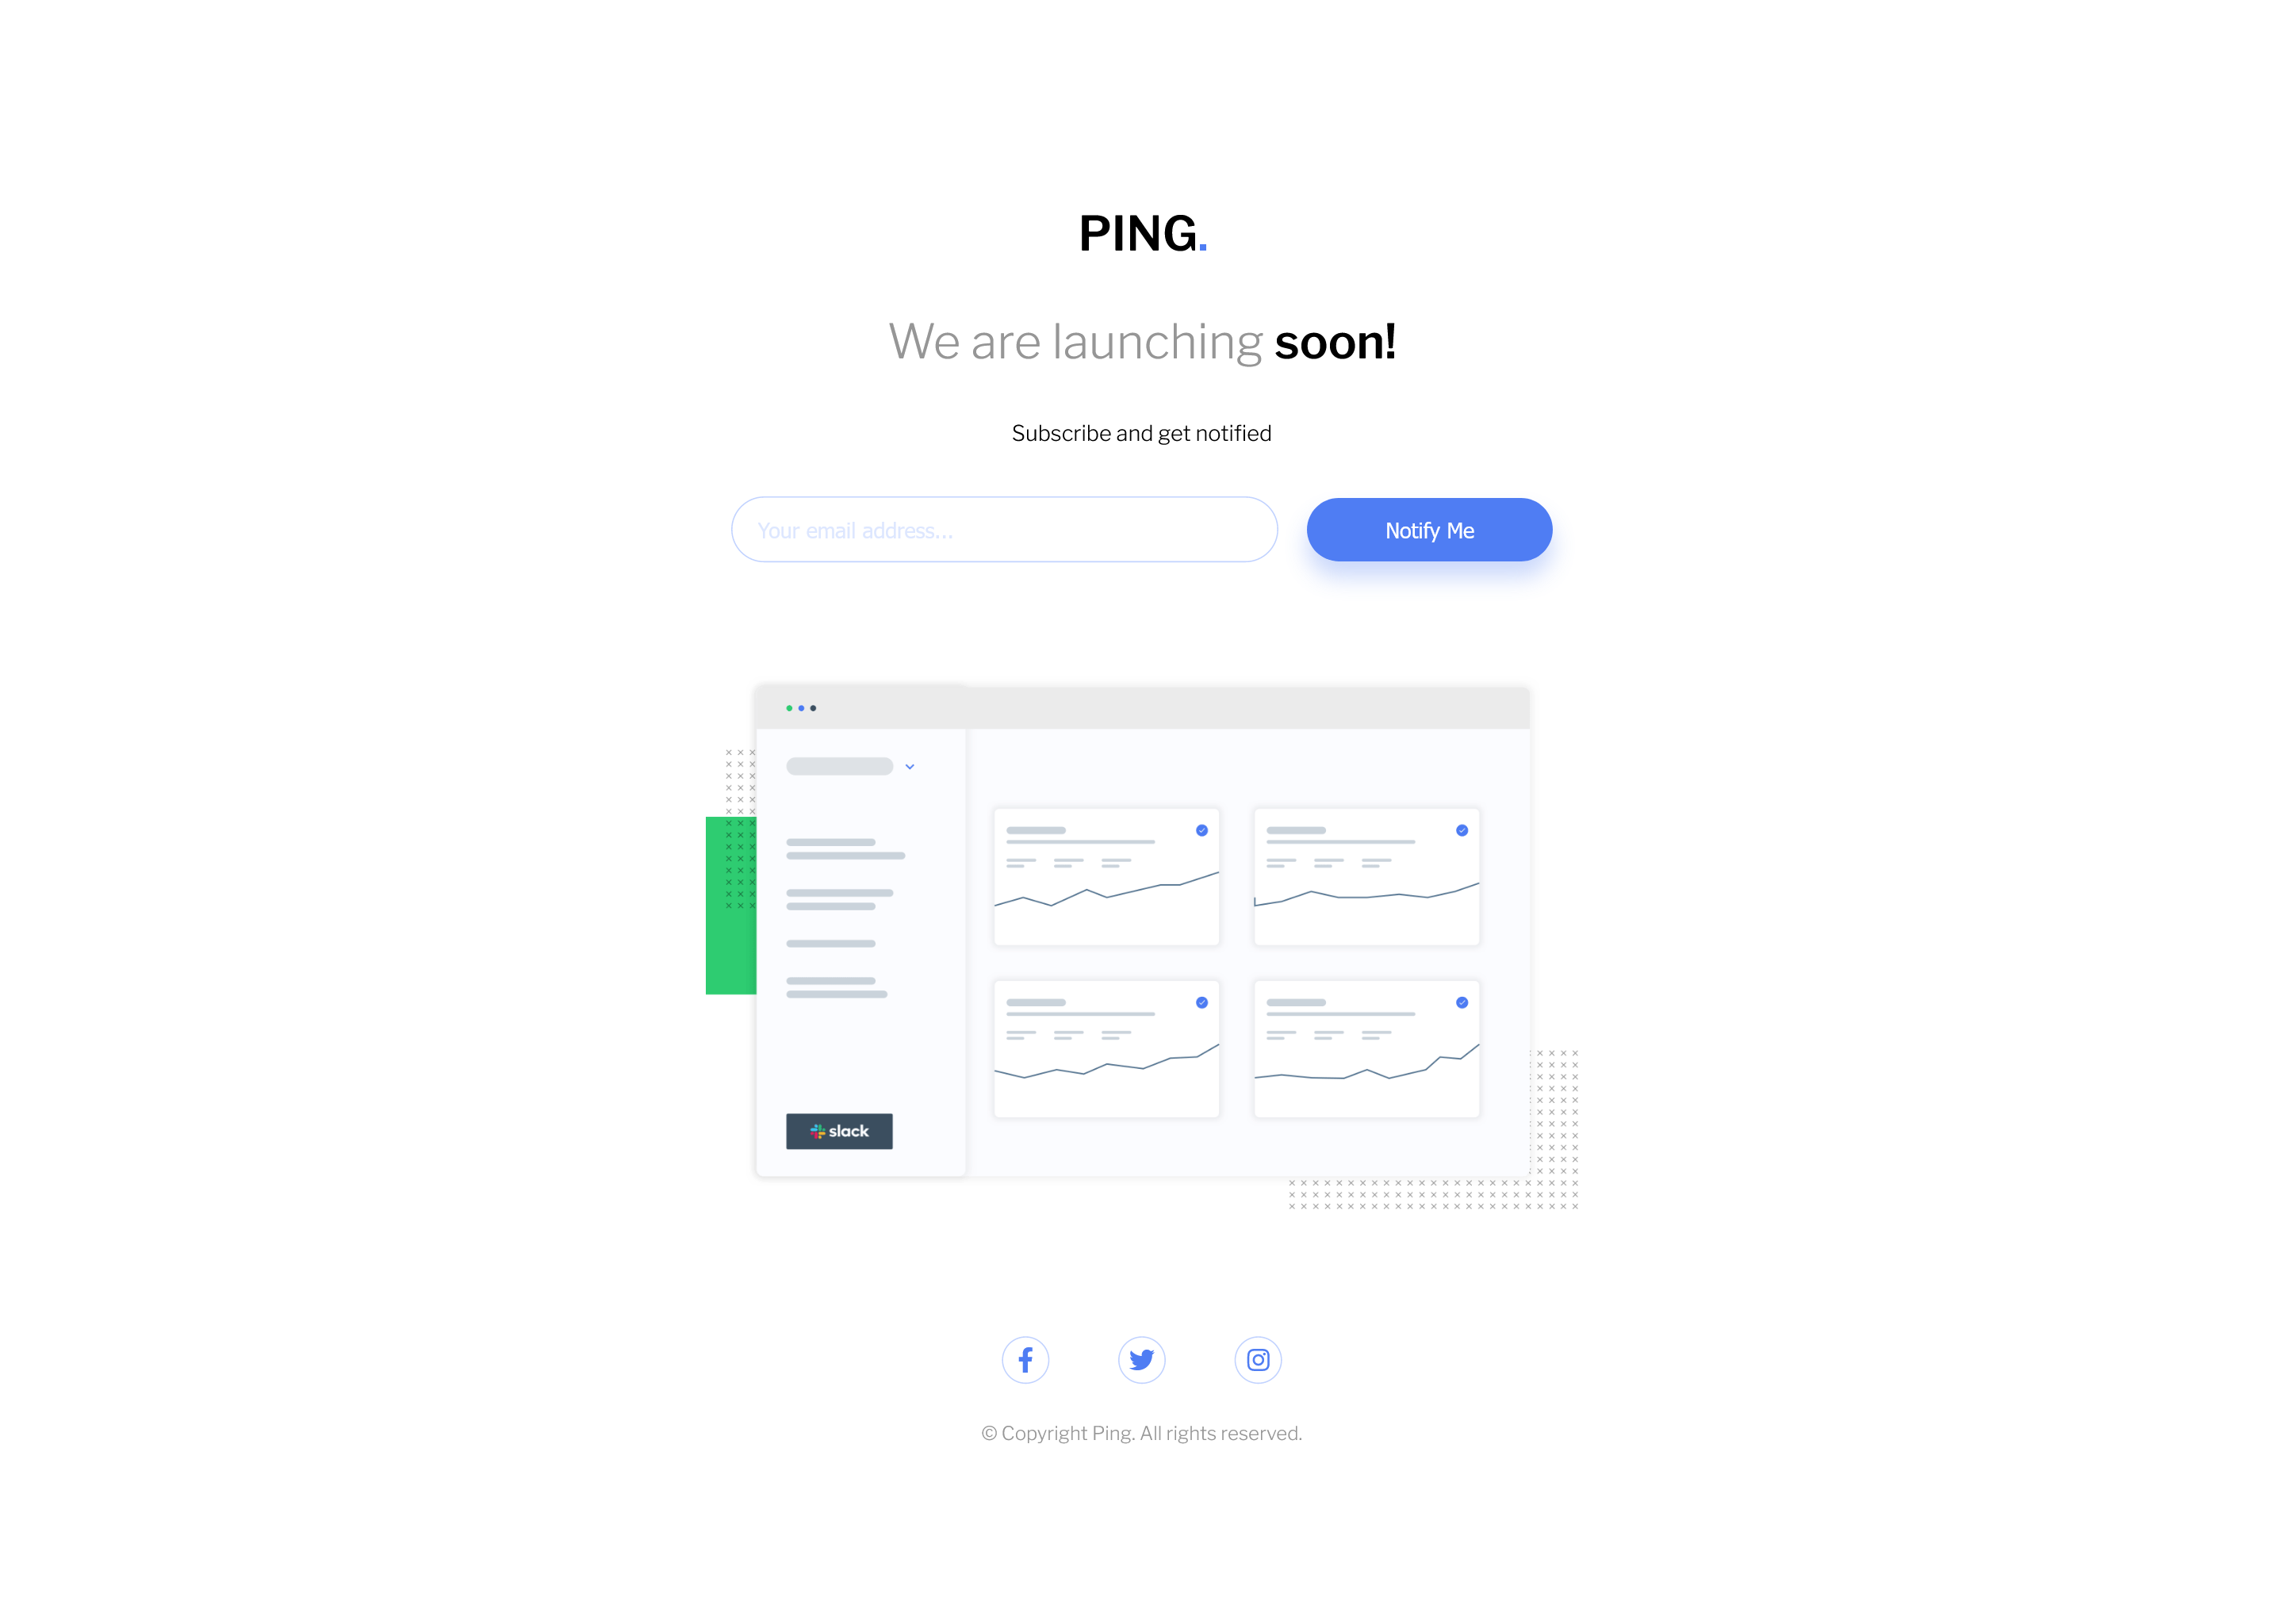 PING.
We are launching soon!
Subscribe and get notified
Your email address...
Notify Me
slack
© Copyright Ping. All rights reserved.